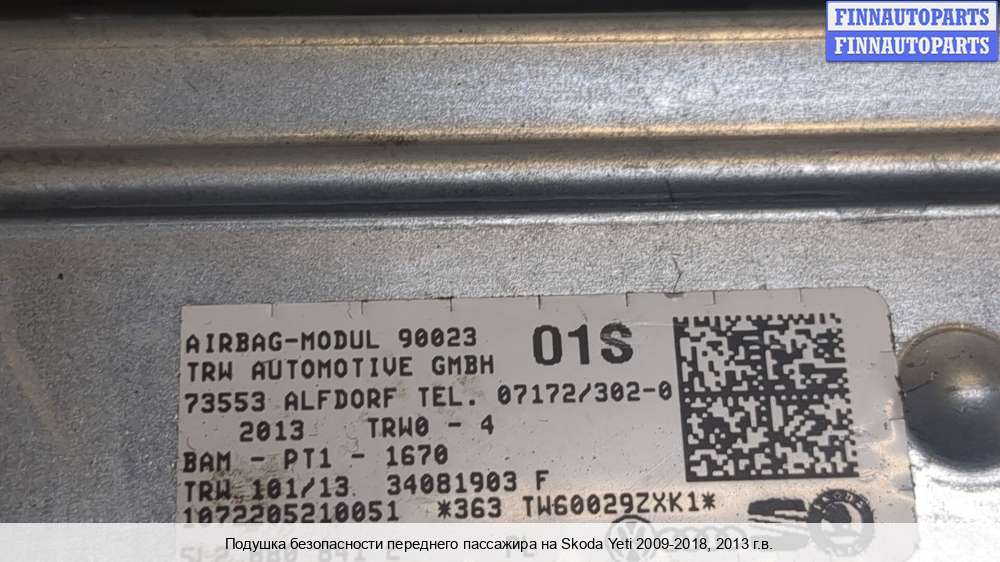 FINNAUTOPARTS
FINNAUTOPARTS
AIRBAG-MODUL 90023 01S
TRW AUTOMOTIVE GMBH
73553 ALFDORF TEL. 07172/302-0
2013 TRW0 - 4
BAM - PT1 - 1670
TRW 101/13 34081903 F
1072205210051 *363 TW60029ZXK1*
Подушка безопасности переднего пассажира на Skoda Yeti 2009-2018, 2013 г.в.